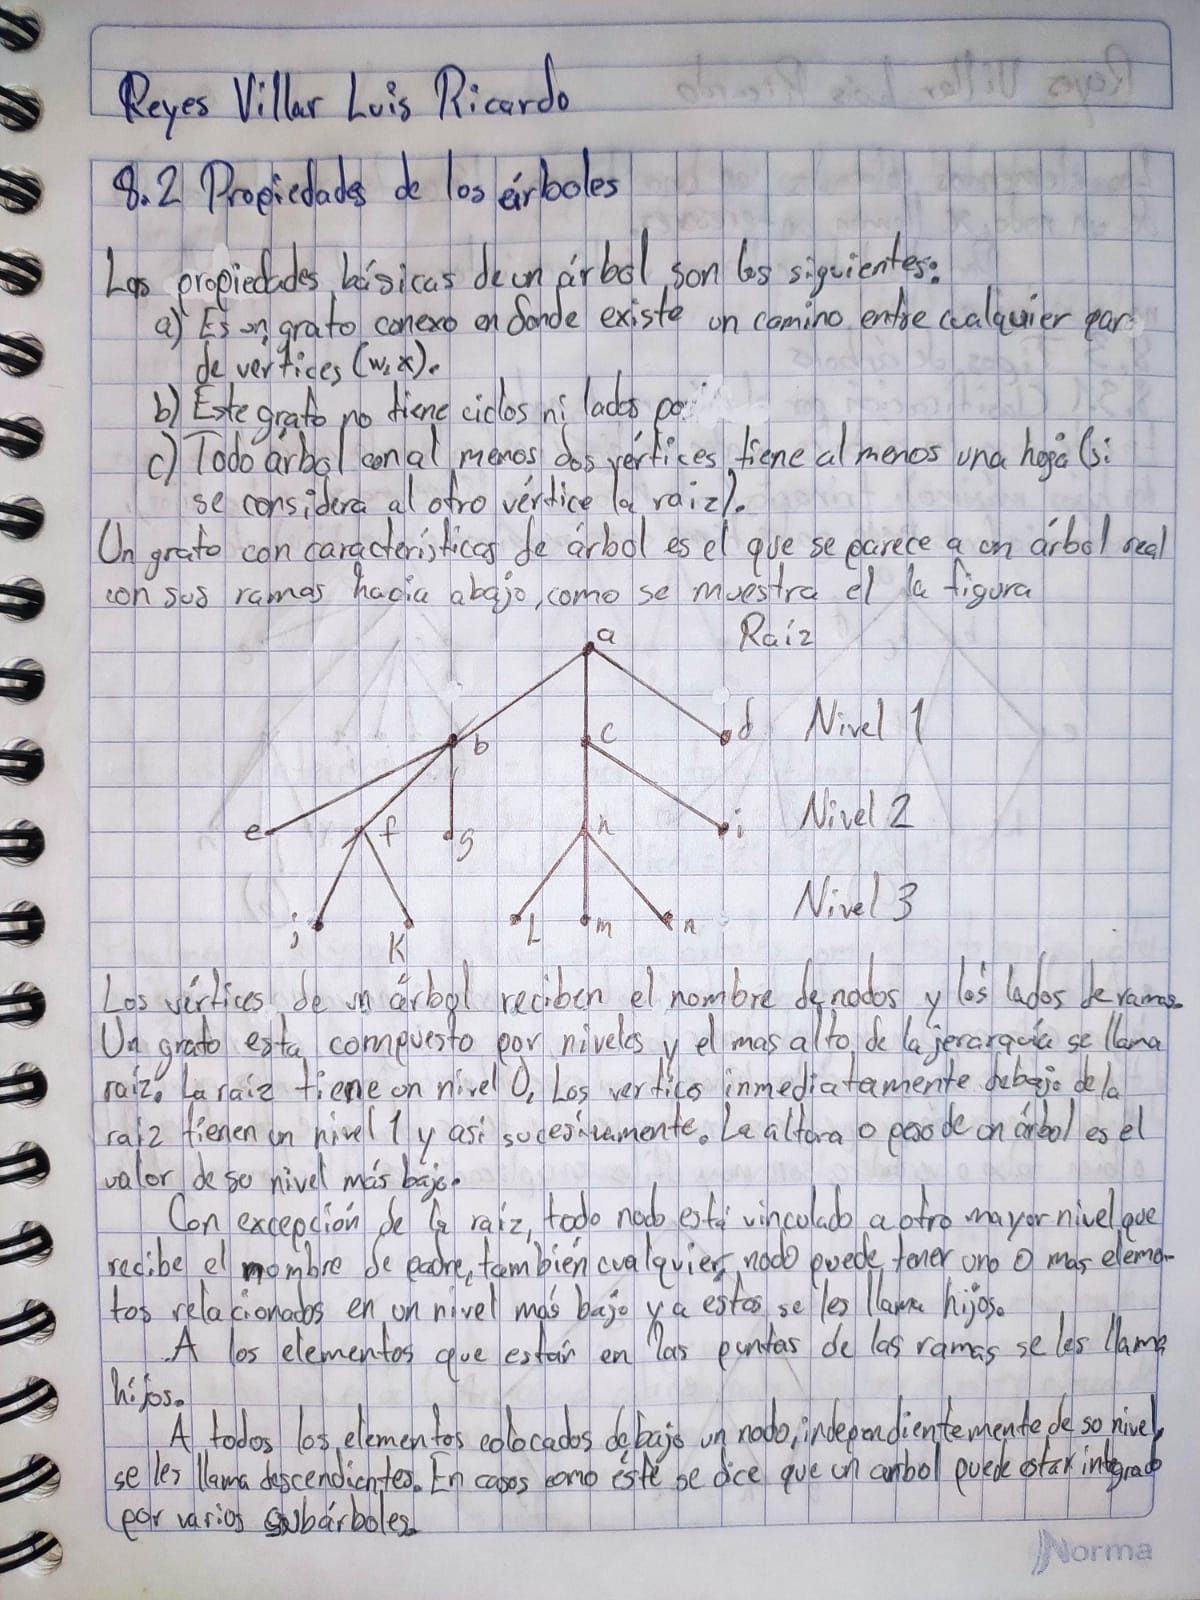 Reyes Villar Luis Ricardo
8.2 Propiedades de los árboles
Las propiedades básicas de un árbol son las siguientes:
a) Es un grafo conexo en donde existe un camino entre cualquier par
de vértices (w,x).
b) Este grafo no tiene ciclos ni lados
c) Todo árbol con al menos dos vértices tiene al menos una hoja (si
se considera al otro vértice la raiz).
Un grafo con características de árbol es el que se parece a un árbol real
con sus ramas hacia abajo, como se muestra el la figura
a Raíz
b c d Nivel 1
e f g h i Nivel 2
j K L m n Nivel 3
Los vértices de un árbol reciben el nombre de nodos y los lados de ramas.
Un grafo esta compuesto por niveles y el mas alto de la jerarquía se llama
raiz. La raiz tiene un nivel 0, Los vertices inmediatamente debajo de la
raiz tienen un nivel 1 y asi sucesivamente. La altura o peso de un árbol es el
valor de su nivel más bajo.
Con excepción de la raíz, todo nodo está vinculado a otro mayor nivel que
recibe el nombre de padre, también cualquier nodo puede tener uno o mas elemen-
tos relacionados en un nivel más bajo y a estos se les llama hijos.
A los elementos que están en las puntas de las ramas se les llama
hijos.
A todos los elementos colocados debajo un nodo, independientemente de su nivel,
se les llama descendientes. En casos como éste se dice que un arbol puede estar integrado
por varios subárboles.
Norma